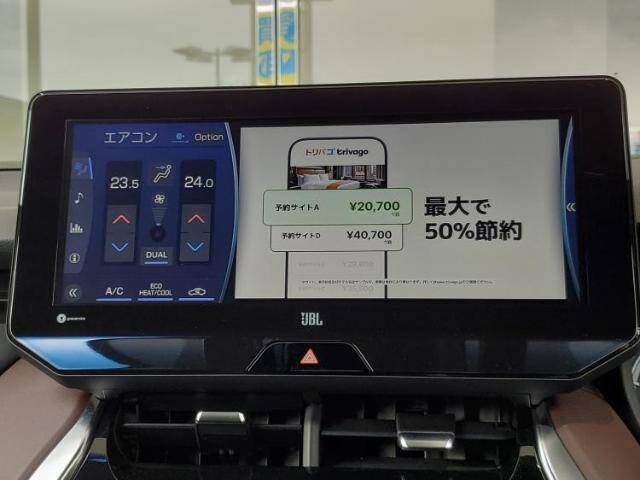 エアコン Option
23.5
24.0
DUAL
A/C
ECO HEAT/COOL
トリバゴ trivago
予約サイトA ¥20,700
予約サイトD ¥40,700
最大で
50%節約
JBL